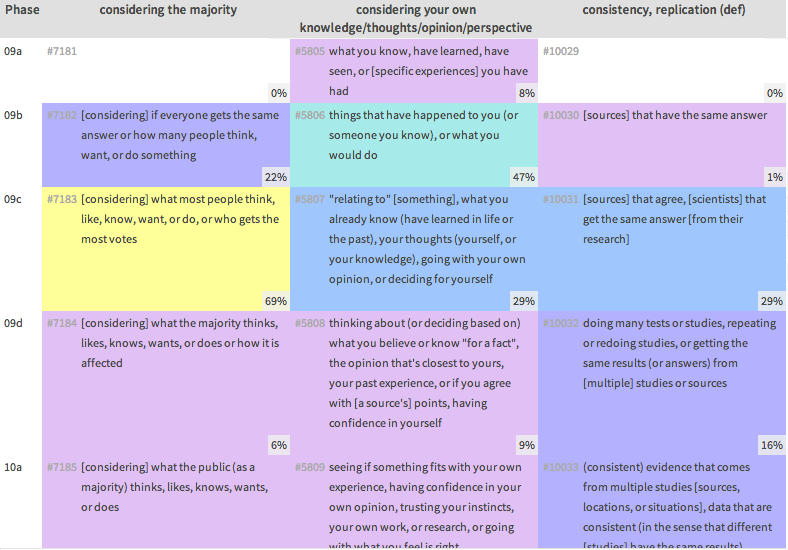 Phase
considering the majority
considering your own
knowledge/thoughts/opinion/perspective
consistency, replication (def)
09a
#7181
0%
#5805 what you know, have learned, have
seen, or [specific experiences] you have
had
8%
#10029
0%
09b
#7182 [considering] if everyone gets the same
answer or how many people think,
want, or do something
22%
#5806 things that have happened to you (or
someone you know), or what you
would do
47%
#10030 [sources] that have the same answer
1%
09c
#7183 [considering] what most people think,
like, know, want, or do, or who gets the
most votes
69%
#5807 "relating to" [something], what you
already know (have learned in life or
the past), your thoughts (yourself, or
your knowledge), going with your own
opinion, or deciding for yourself
29%
#10031 [sources] that agree, [scientists] that
get the same answer [from their
research]
29%
09d
#7184 [considering] what the majority thinks,
likes, knows, wants, or does or how it is
affected
6%
#5808 thinking about (or deciding based on)
what you believe or know "for a fact",
the opinion that's closest to yours,
your past experience, or if you agree
with [a source's] points, having
confidence in yourself
9%
#10032 doing many tests or studies, repeating
or redoing studies, or getting the
same results (or answers) from
[multiple] studies or sources
16%
10a
#7185 [considering] what the public (as a
majority) thinks, likes, knows, wants,
or does
#5809 seeing if something fits with your own
experience, having confidence in your
own opinion, trusting your instincts,
your own work, or research, or going
with what you feel is right
#10033 (consistent) evidence that comes
from multiple studies [sources,
locations, or situations], data that are
consistent (in the sense that different
[studies] have the same results)